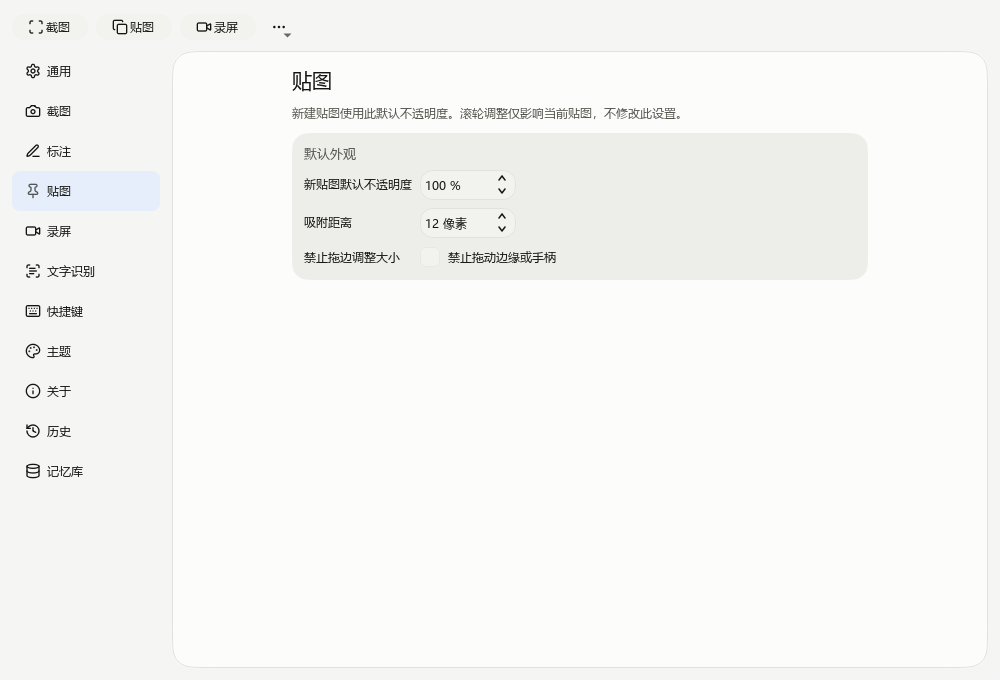 截图 贴图 录屏
通用
截图
标注
贴图
录屏
文字识别
快捷键
主题
关于
历史
记忆库
贴图
新建贴图使用此默认不透明度。滚轮调整仅影响当前贴图，不修改此设置。
默认外观
新贴图默认不透明度 100 %
吸附距离 12 像素
禁止拖边调整大小 禁止拖动边缘或手柄